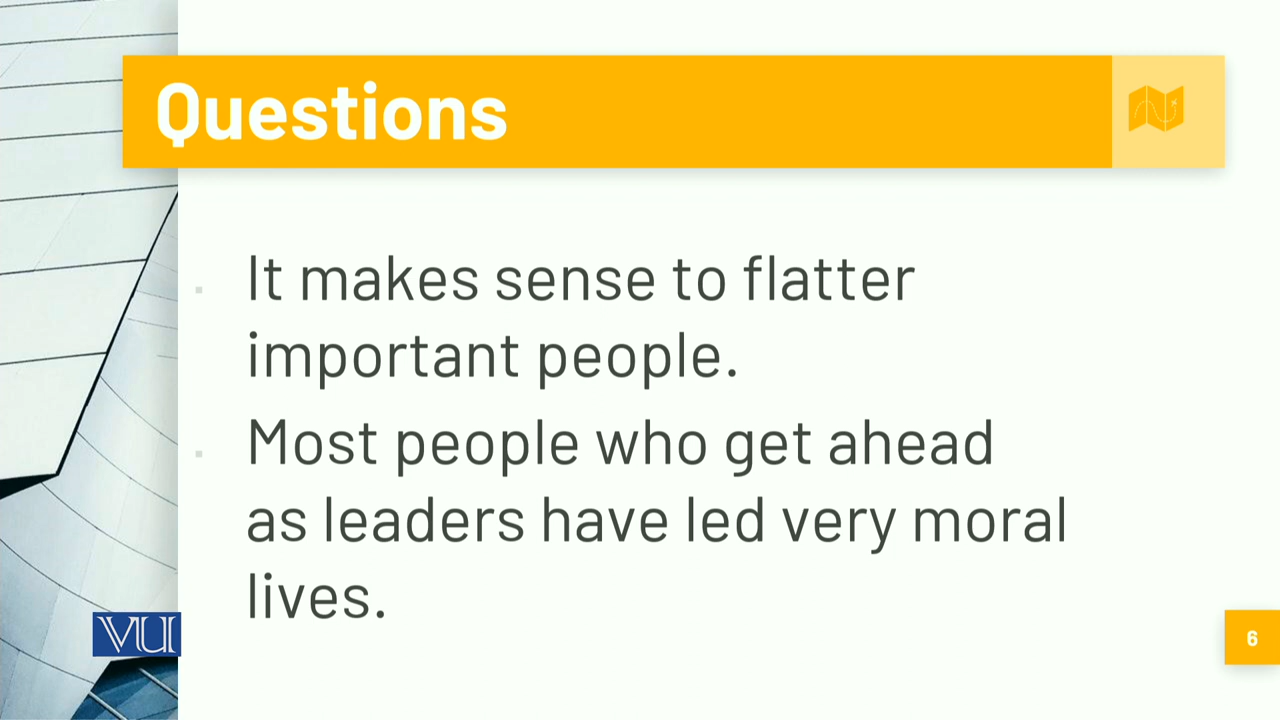 Questions
It makes sense to flatter
important people.
Most people who get ahead
as leaders have led very moral
lives.
VU
6